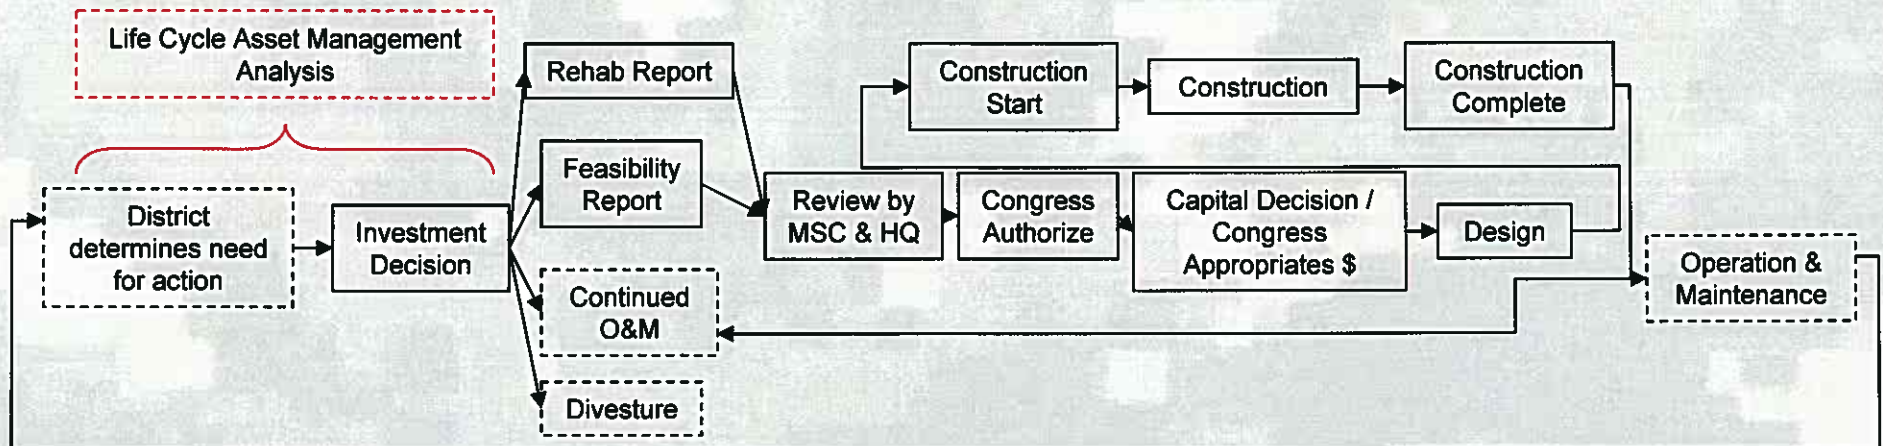 Life Cycle Asset Management
Analysis
District
determines need
for action
Investment
Decision
Rehab Report
Feasibility
Report
Continued
O&M
Divesture
Review by
MSC & HQ
Congress
Authorize
Capital Decision /
Congress
Appropriates $
Design
Construction
Start
Construction
Construction
Complete
Operation &
Maintenance